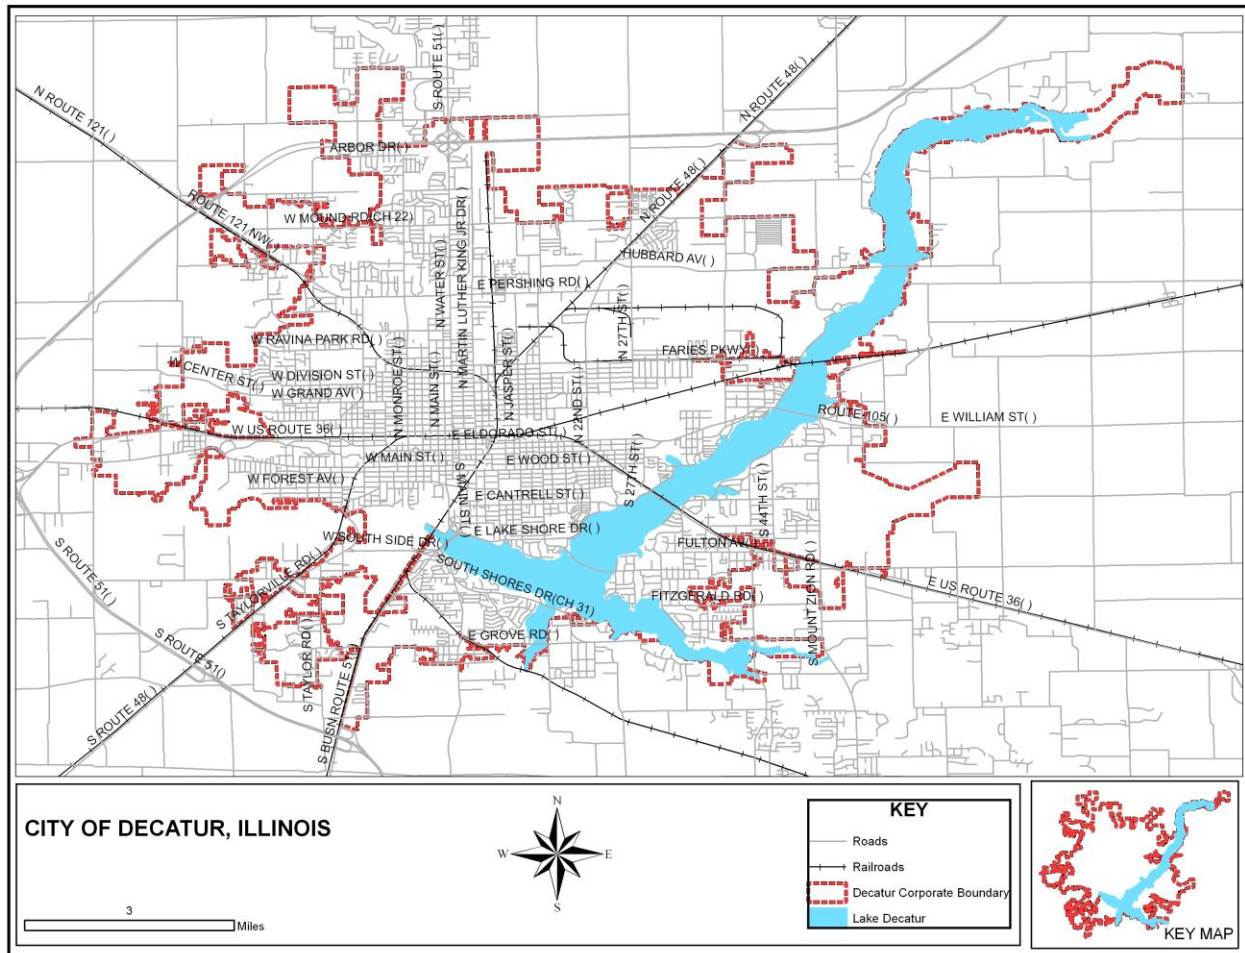 S ROUTE 51( )
N ROUTE 48( )
N ROUTE 121( )
ARBOR DR( )
N ROUTE 48( )
ROUTE 121 NW( )
W MOUND RD(CH 22)
N WATER ST( )
N MARTIN LUTHER KING JR DR( )
HUBBARD AV( )
E PERSHING RD( )
N 27TH ST( )
W RAVINA PARK RD( )
FARIES PKWY( )
W CENTER ST( )
W DIVISION ST( )
W GRAND AV( )
N MONROE ST( )
N MAIN ST( )
N JASPER ST( )
N 22ND ST( )
ROUTE 105( )
E WILLIAM ST( )
W US ROUTE 36( )
E ELDORADO ST( )
W MAIN ST( )
E WOOD ST( )
S 27TH ST( )
W FOREST AV( )
S MAIN ST( )
E CANTRELL ST( )
S 44TH ST( )
E LAKE SHORE DR( )
W SOUTH SIDE DR( )
FULTON AV( )
S ROUTE 51( )
SOUTH SHORES DR(CH 31)
S TAYLORVILLE RD( )
FITZGERALD RD( )
E US ROUTE 36( )
S MOUNT ZION RD( )
E GROVE RD( )
S ROUTE 51()
S TAYLOR RD( )
S ROUTE 48( )
S BUSN ROUTE 51
CITY OF DECATUR, ILLINOIS
3
Miles
N
W
E
S
KEY
Roads
Railroads
Decatur Corporate Boundary
Lake Decatur
KEY MAP